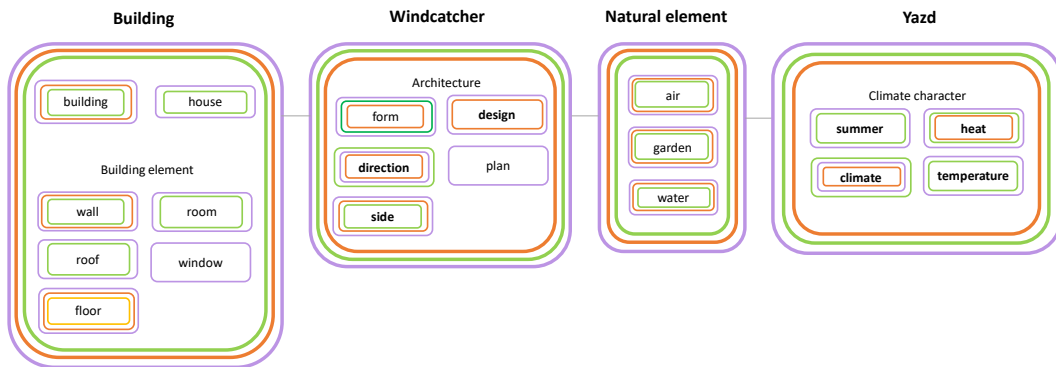 Building
building
house
Building element
wall
room
roof
window
floor
Windcatcher
Architecture
form
design
direction
plan
side
Natural element
air
garden
water
Yazd
Climate character
summer
heat
climate
temperature